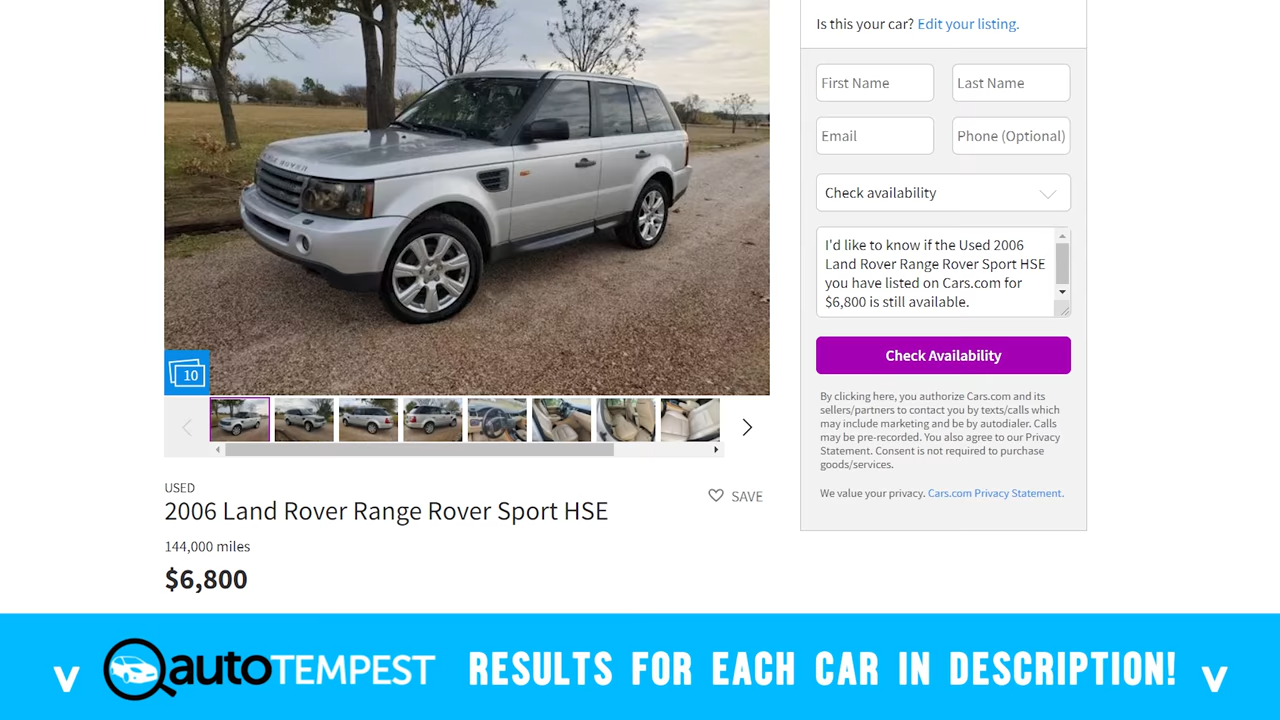 Is this your car? Edit your listing.
First Name
Last Name
Email
Phone (Optional)
Check availability
I'd like to know if the Used 2006
Land Rover Range Rover Sport HSE
you have listed on Cars.com for
$6,800 is still available.
Check Availability
By clicking here, you authorize Cars.com and its
sellers/partners to contact you by texts/calls which
may include marketing and be by autodialer. Calls
may be pre-recorded. You also agree to our Privacy
Statement. Consent is not required to purchase
goods/services.
We value your privacy. Cars.com Privacy Statement.
10
USED
2006 Land Rover Range Rover Sport HSE
SAVE
144,000 miles
$6,800
v autoTEMPEST RESULTS FOR EACH CAR IN DESCRIPTION! v